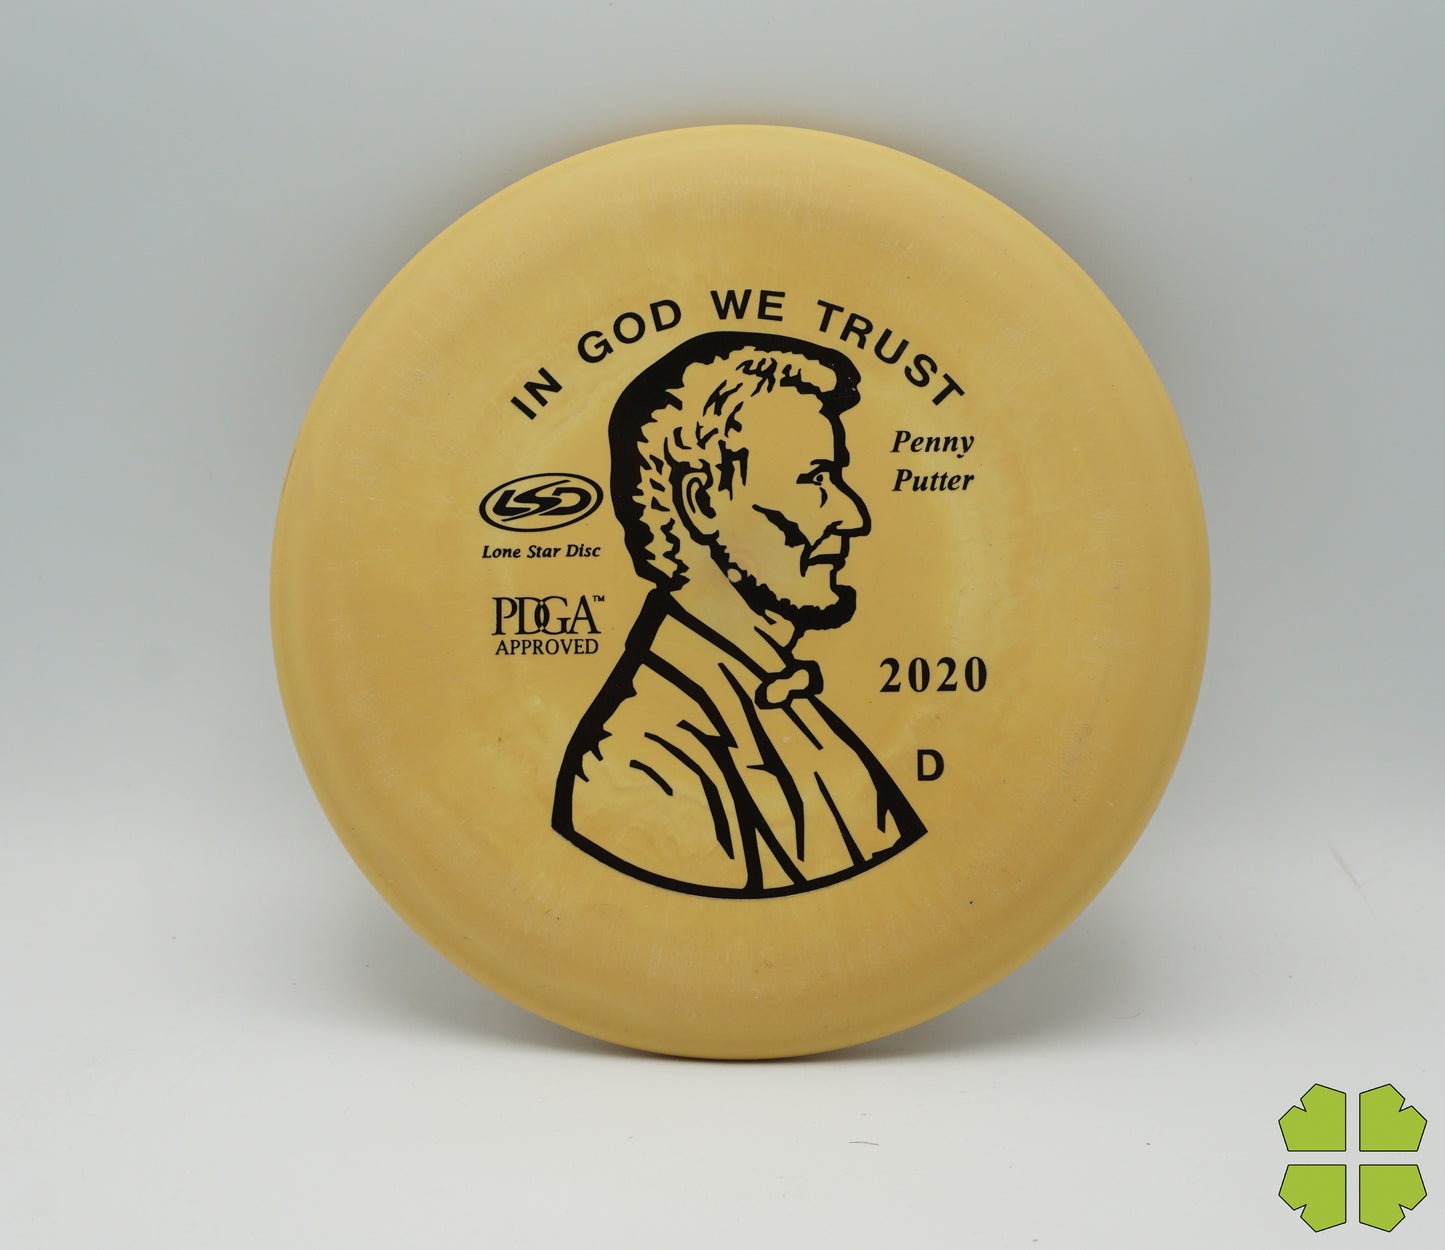 IN GOD WE TRUST
Penny
Putter
LSD
Lone Star Disc
PDGA™
APPROVED
2020
D